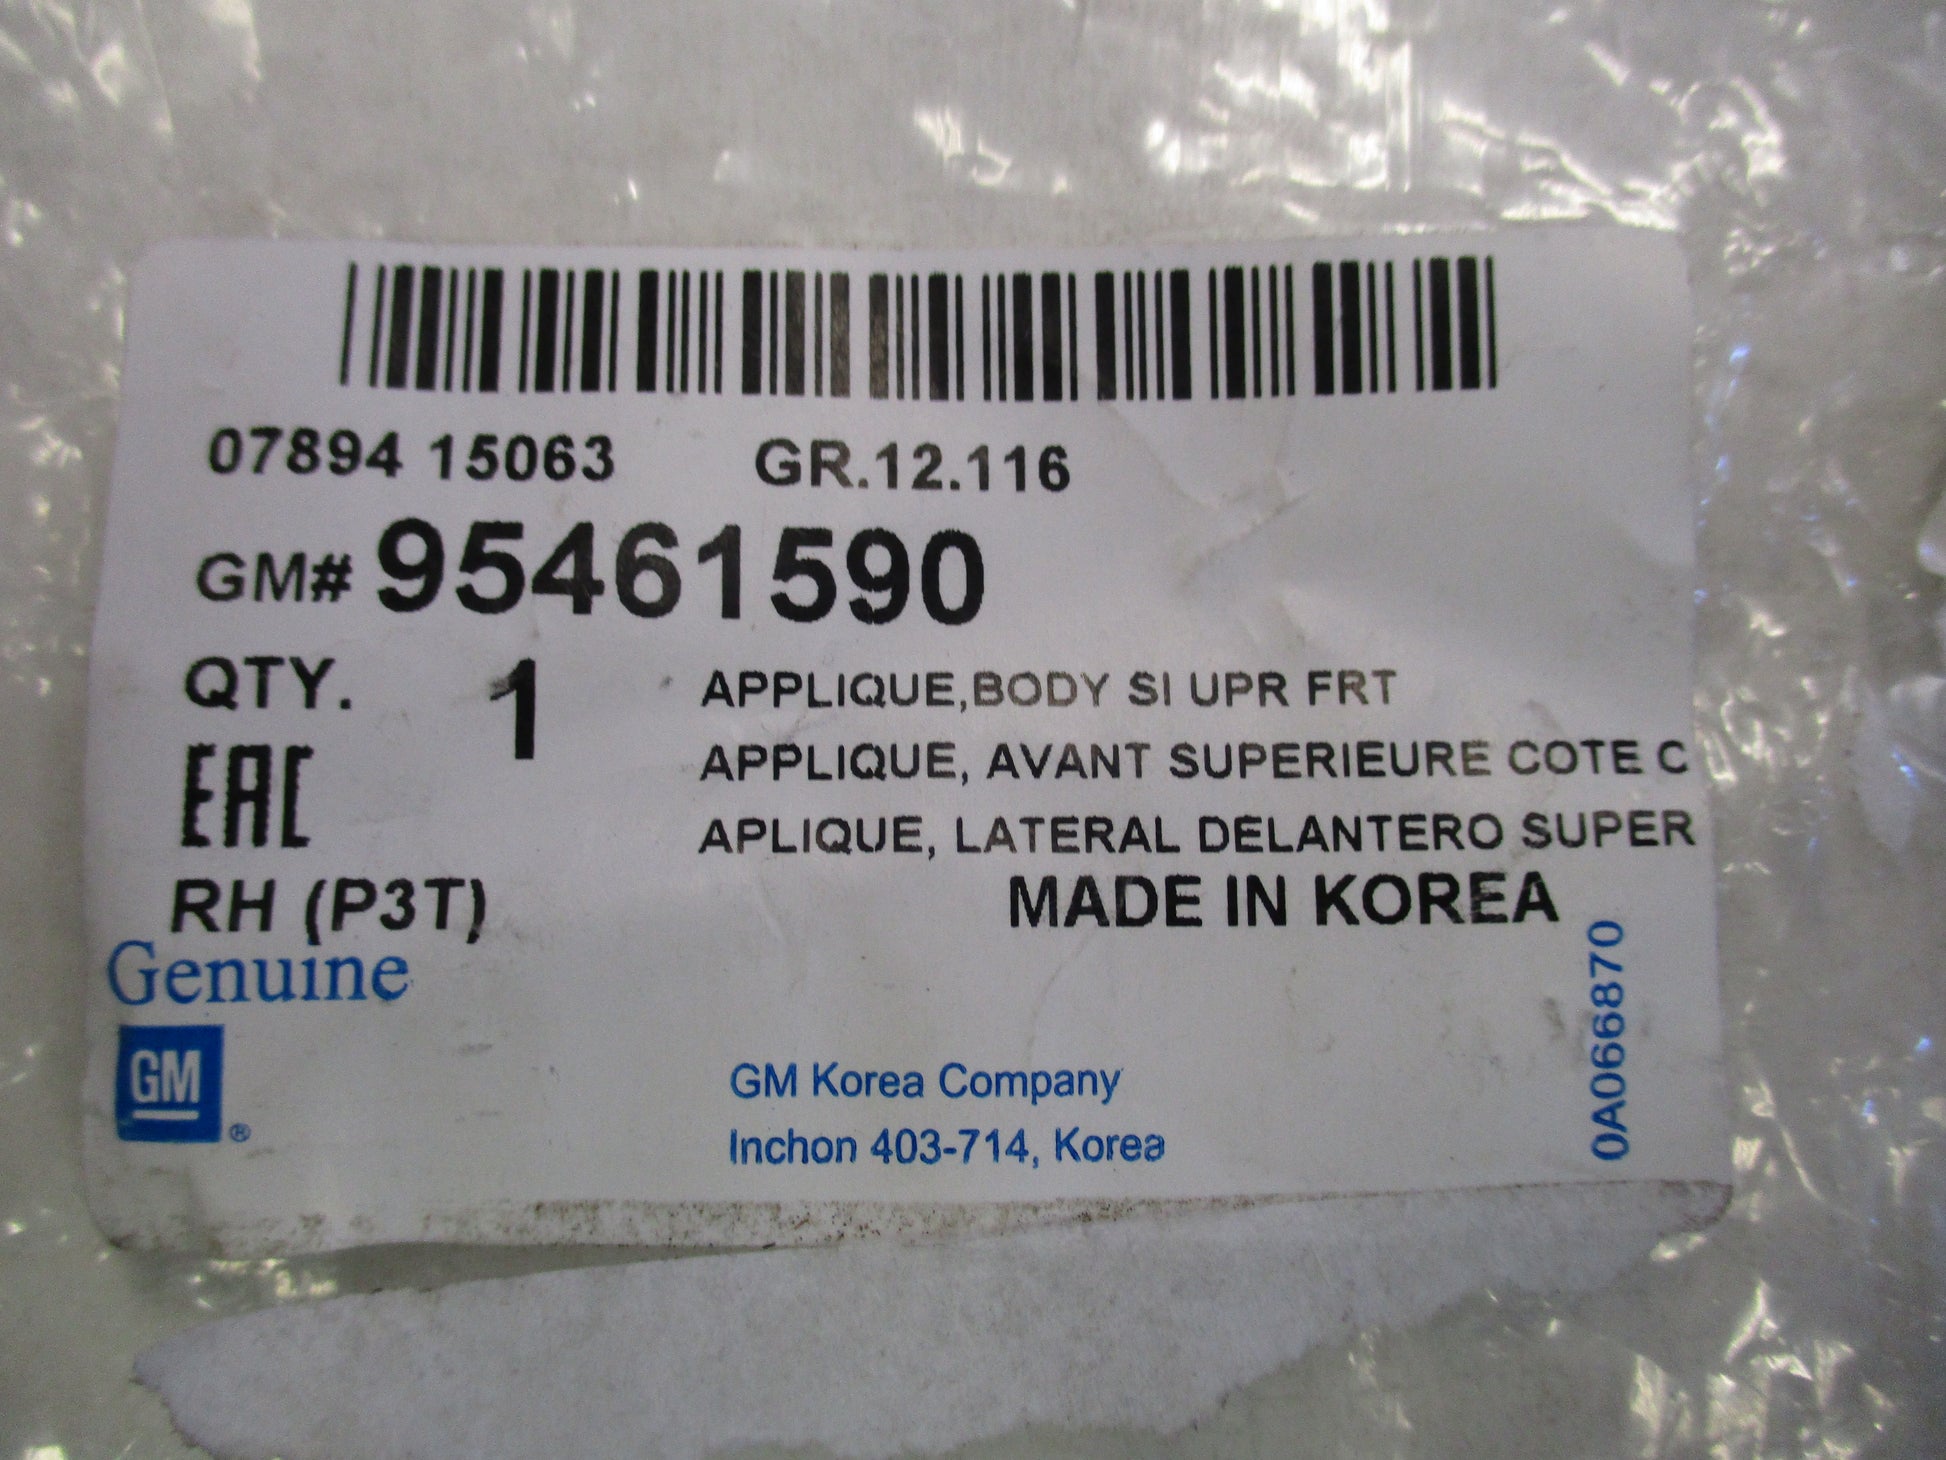 07894 15063 GR.12.116
GM# 95461590
QTY. 1
APPLIQUE,BODY SI UPR FRT
APPLIQUE, AVANT SUPERIEURE COTE C
APLIQUE, LATERAL DELANTERO SUPER
EAC
RH (P3T)
MADE IN KOREA
Genuine
GM ®
GM Korea Company
Inchon 403-714, Korea
0A066870